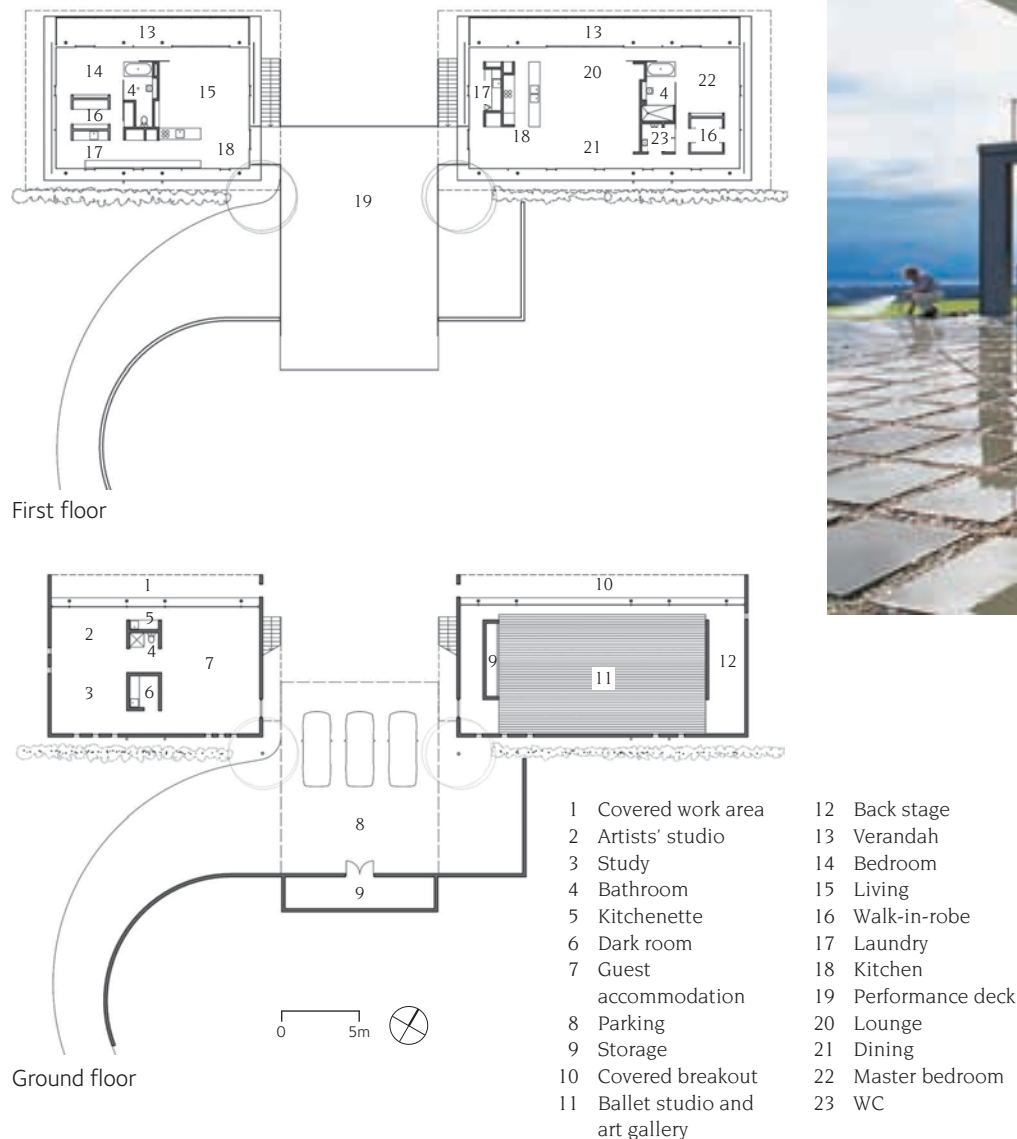 13
13
14
4
15
16
17
18
17
20
4
22
18
21
23
16
19
First floor
1
10
2
5
4
7
3
6
9
11
12
8
9
0 5m
Ground floor
1 Covered work area
2 Artists' studio
3 Study
4 Bathroom
5 Kitchenette
6 Dark room
7 Guest
accommodation
8 Parking
9 Storage
10 Covered breakout
11 Ballet studio and
art gallery
12 Back stage
13 Verandah
14 Bedroom
15 Living
16 Walk-in-robe
17 Laundry
18 Kitchen
19 Performance deck
20 Lounge
21 Dining
22 Master bedroom
23 WC